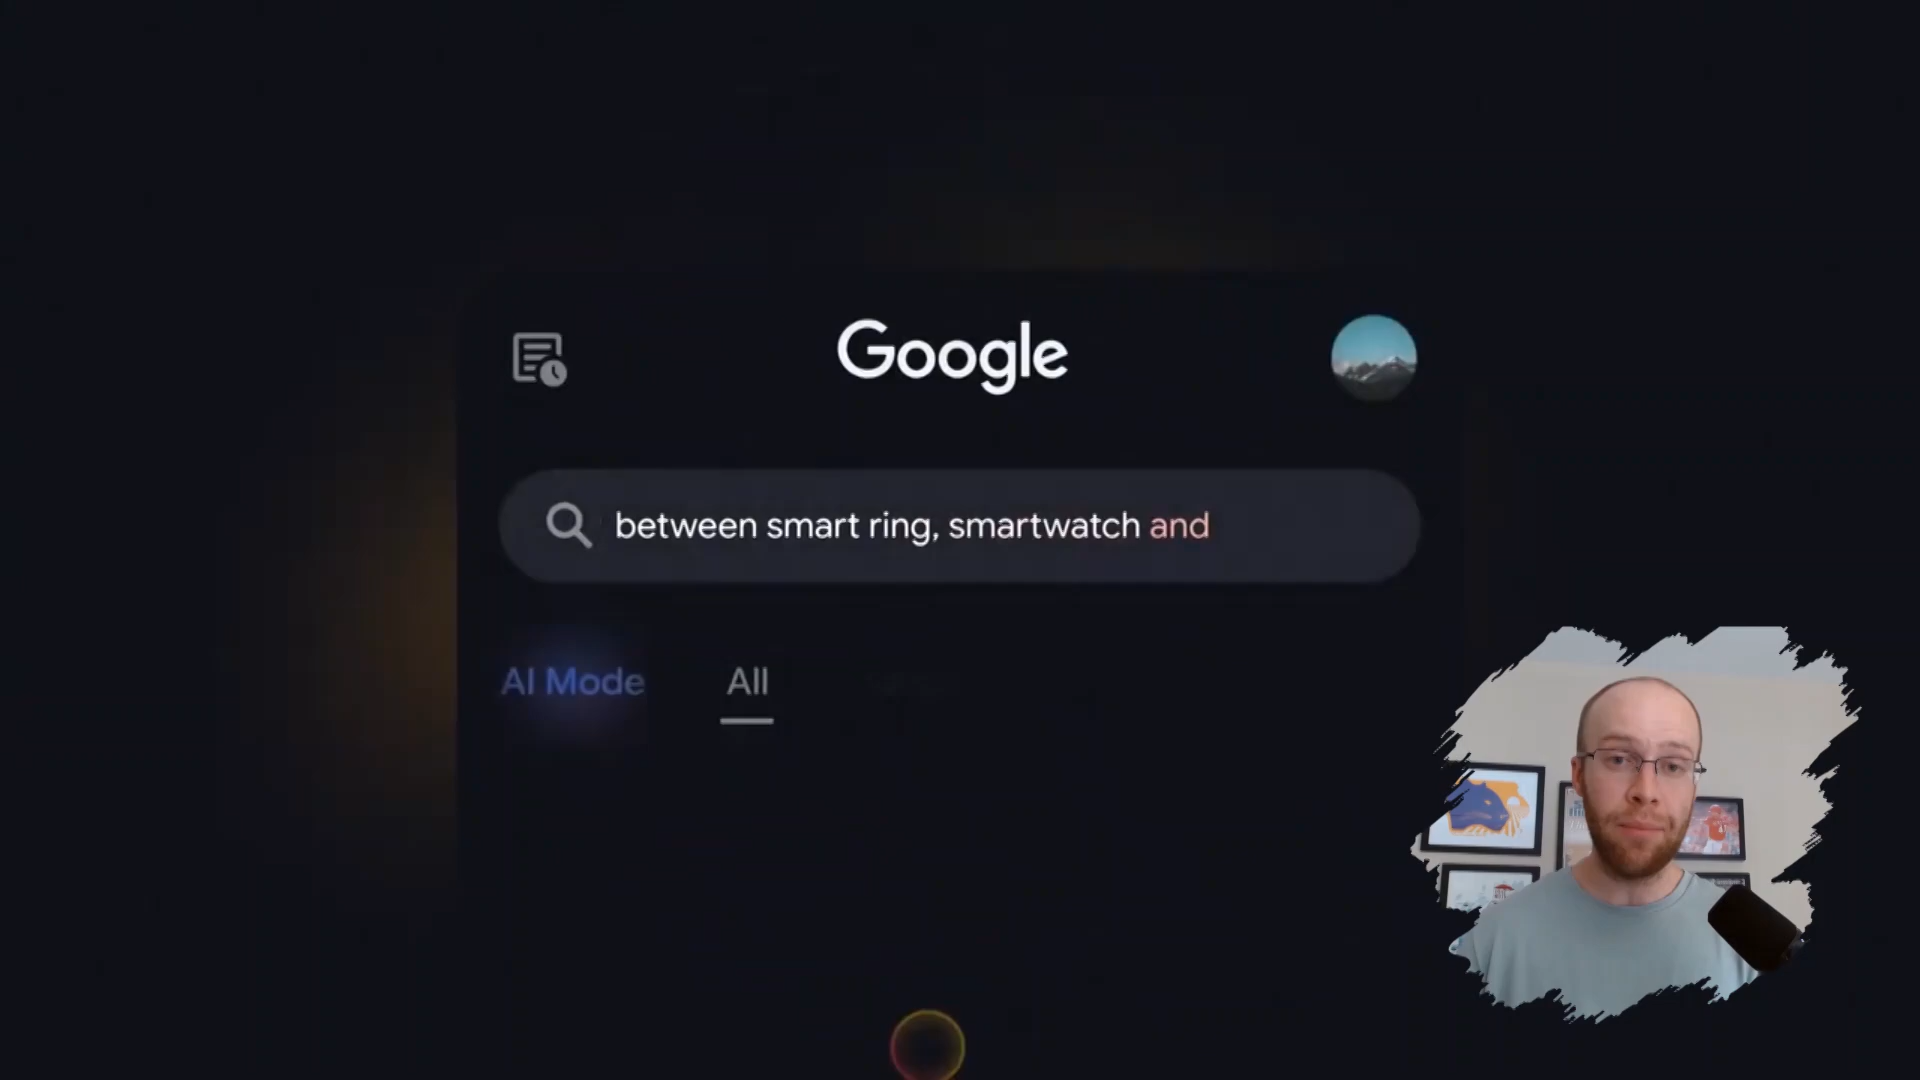 Google
between smart ring, smartwatch and
AI Mode
All